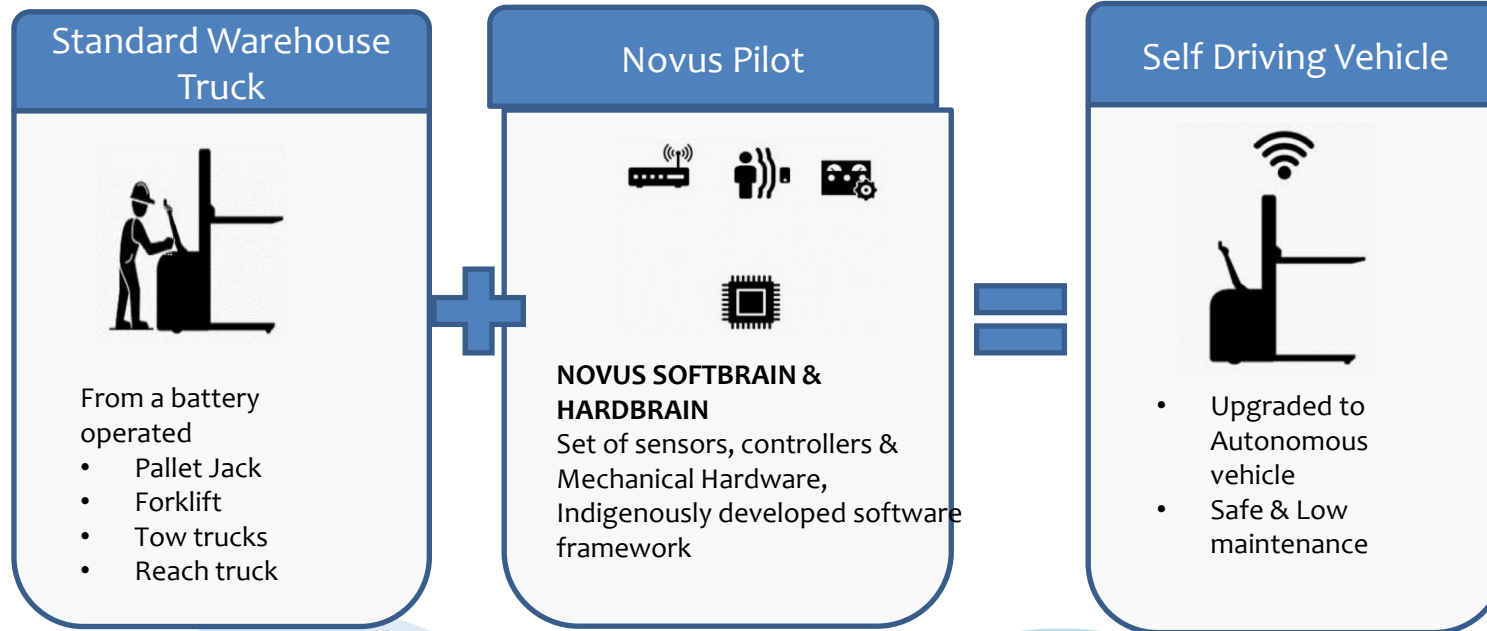 Standard Warehouse
Truck
From a battery
operated
• Pallet Jack
• Forklift
• Tow trucks
• Reach truck
Novus Pilot
NOVUS SOFTBRAIN &
HARDBRAIN
Set of sensors, controllers &
Mechanical Hardware,
Indigenously developed software
framework
Self Driving Vehicle
• Upgraded to
Autonomous
vehicle
• Safe & Low
maintenance